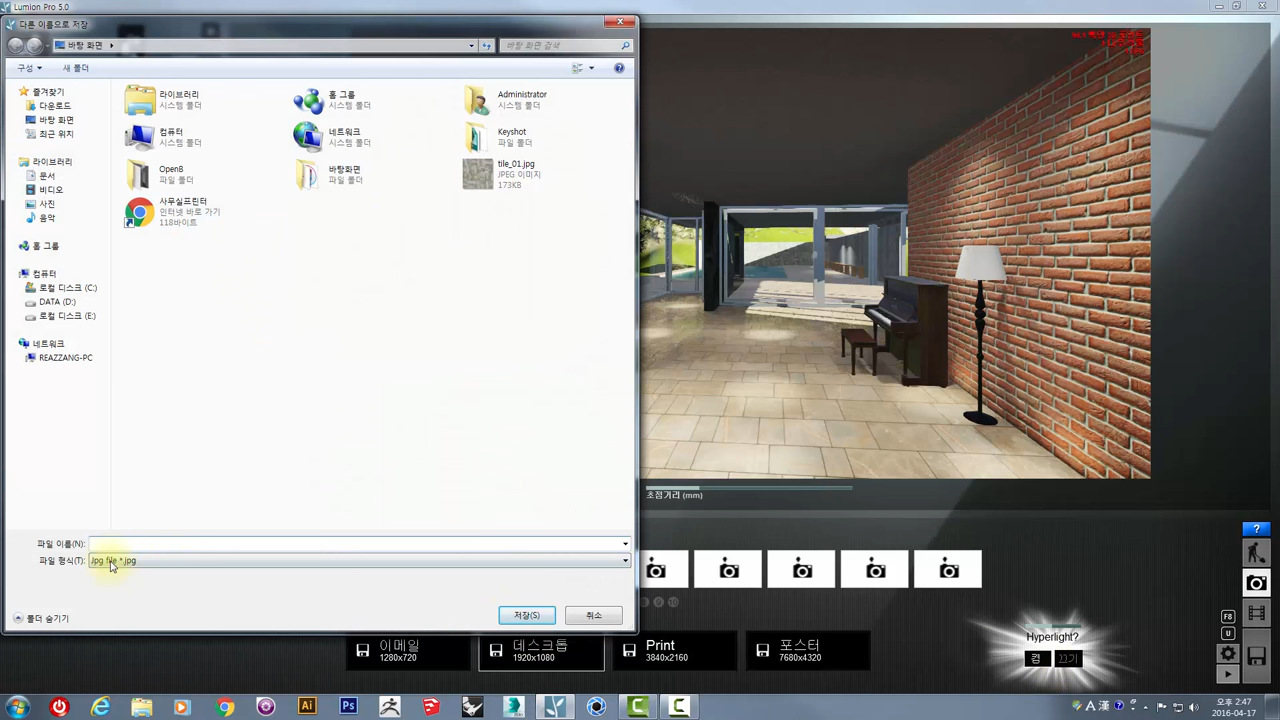 Lumion Pro 5.0
다른 이름으로 저장
바탕 화면
바탕 화면 검색
구성
새 폴더
즐겨찾기
다운로드
바탕 화면
최근 위치
라이브러리
문서
비디오
사진
음악
홈 그룹
컴퓨터
로컬 디스크 (C:)
DATA (D:)
로컬 디스크 (E:)
네트워크
REAZZANG-PC
라이브러리
시스템 폴더
홈 그룹
시스템 폴더
Administrator
시스템 폴더
컴퓨터
시스템 폴더
네트워크
시스템 폴더
Keyshot
파일 폴더
Open8
파일 폴더
바탕화면
파일 폴더
tile_01.jpg
JPEG 이미지
173KB
사무실프린터
인터넷 바로 가기
118바이트
파일 이름(N):
파일 형식(T):
Jpg file *.jpg
폴더 숨기기
저장(S)
취소
초점거리 (mm)
8 9 10
이메일
1280x720
데스크톱
1920x1080
Print
3840x2160
포스터
7680x4320
Hyperlight?
켬
끄기
?
F8
U
Ai
Ps
A 漢
오후 2:47
2016-04-17